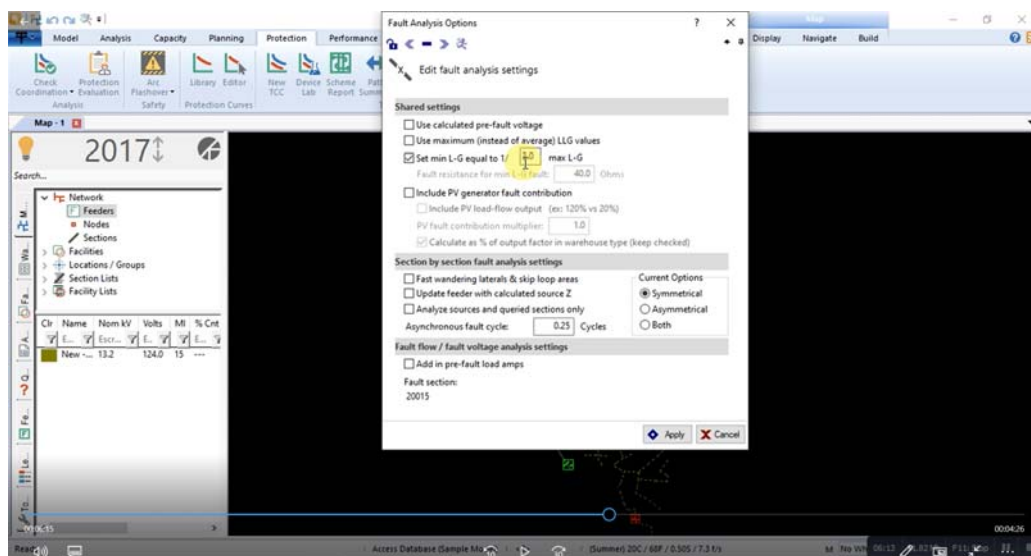 Fault Analysis Options
Model Analysis Capacity Planning Protection Performance
Map
Display Navigate Build
Edit fault analysis settings
Check Coordination
Protection Evaluation
Arc Flashover
Library Editor
New TCC
Device Lab
Scheme Report
Analysis Safety Protection Curves
Map - 1
2017
Search...
Network
Feeders
Nodes
Sections
Facilities
Locations / Groups
Section Lists
Facility Lists
Clr Name Nom kV Volts MI % Cnt
E... Escr... E... E...
New -... 13.2 124.0 15 ---
Shared settings
Use calculated pre-fault voltage
Use maximum (instead of average) LLG values
Set min L-G equal to 1/ max L-G
Fault resistance for min L-G fault: 40.0 Ohms
Include PV generator fault contribution
Include PV load-flow output (ex: 120% vs 20%)
PV fault contribution multiplier: 1.0
Calculate as % of output factor in warehouse type (keep checked)
Section by section fault analysis settings
Fast wandering laterals & skip loop areas
Update feeder with calculated source Z
Analyze sources and queried sections only
Asynchronous fault cycle: 0.25 Cycles
Current Options
Symmetrical
Asymmetrical
Both
Fault flow / fault voltage analysis settings
Add in pre-fault load amps
Fault section:
20015
Apply Cancel
00:06:15
00:04:26
Access Database (Sample Mo
(Summer) 20C / 68F / 0.50S / 7.3 f/s